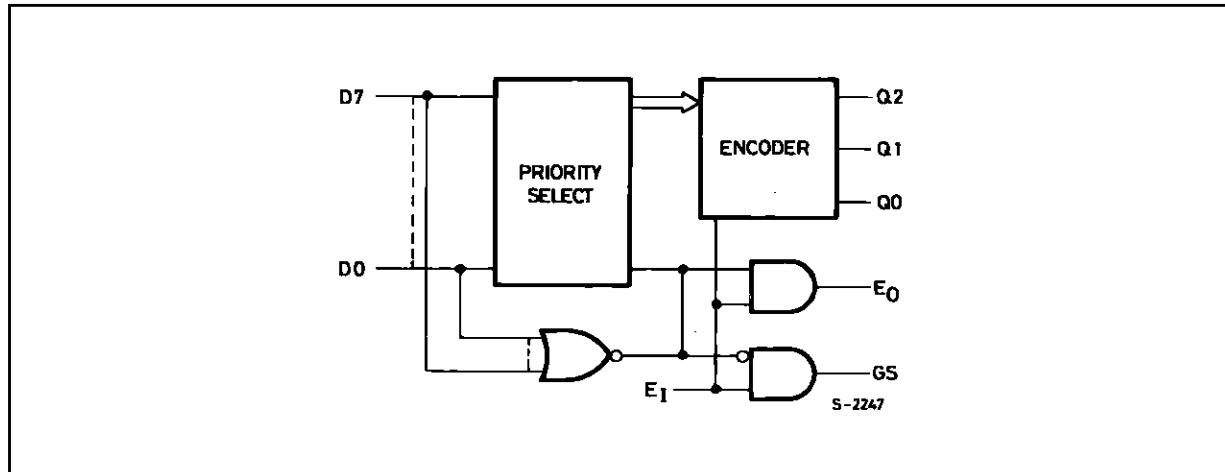 D7
PRIORITY
SELECT
ENCODER
Q2
Q1
Q0
D0
EO
EI
GS
S-2247